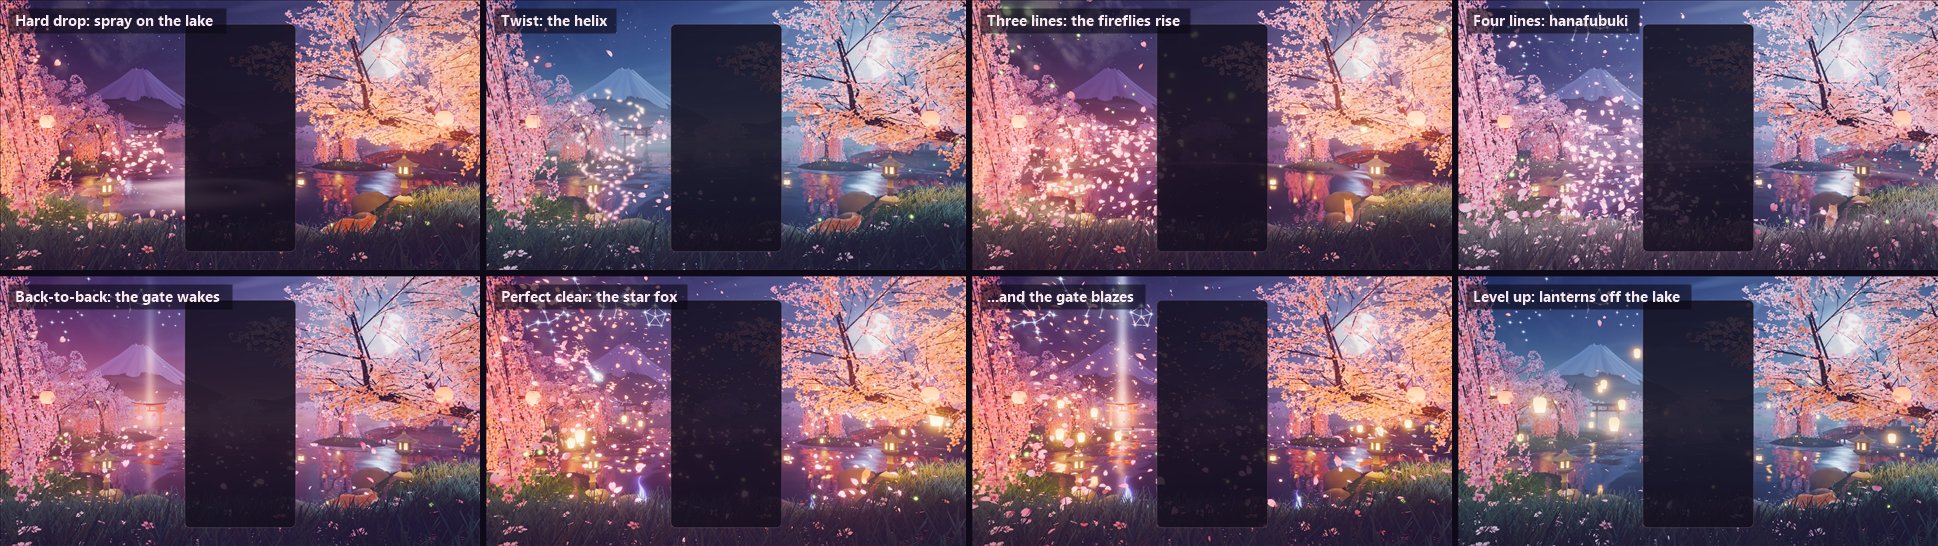 Hard drop: spray on the lake
Twist: the helix
Three lines: the fireflies rise
Four lines: hanafubuki
Back-to-back: the gate wakes
Perfect clear: the star fox
...and the gate blazes
Level up: lanterns off the lake